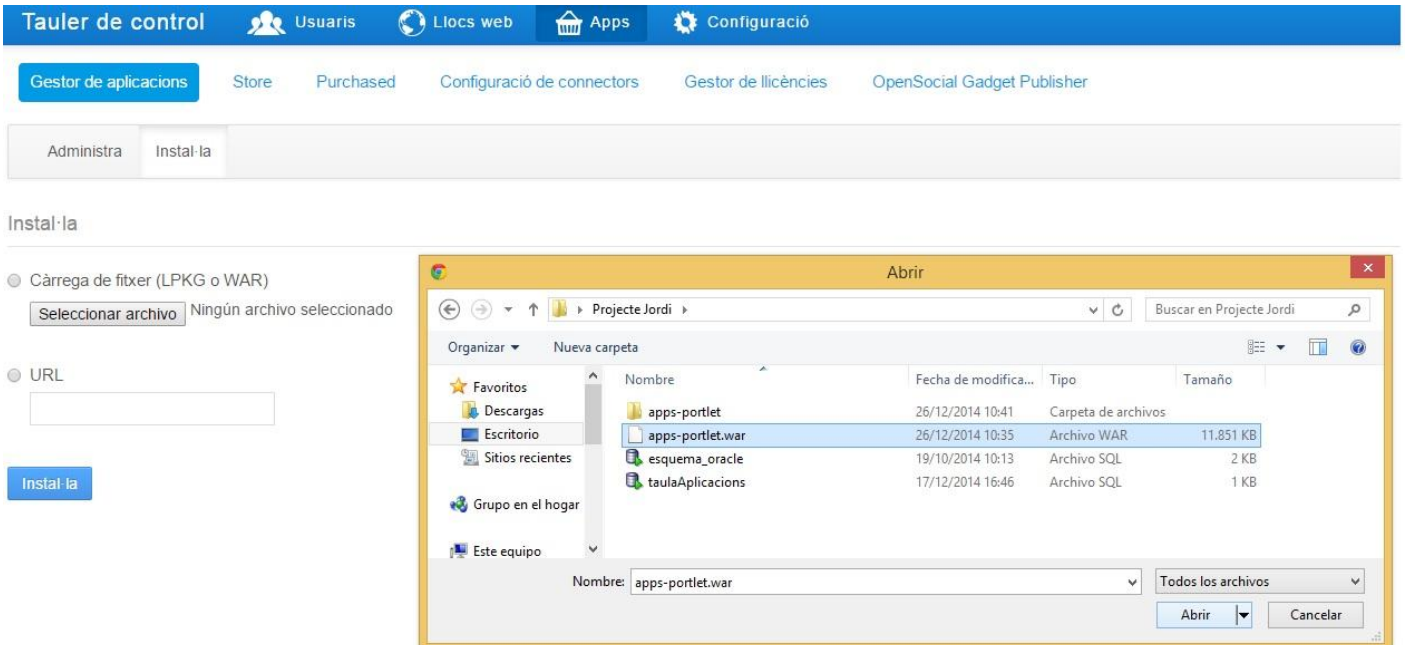 Tauler de control Usuaris Llocs web Apps Configuració
Gestor de aplicacions Store Purchased Configuració de connectors Gestor de llicències OpenSocial Gadget Publisher
Administra Instal·la
Instal·la
Càrrega de fitxer (LPKG o WAR)
Seleccionar archivo Ningún archivo seleccionado
URL
Instal·la
Abrir
Projecte Jordi Buscar en Projecte Jordi
Organizar Nueva carpeta
Favoritos
Descargas
Escritorio
Sitios recientes
Grupo en el hogar
Este equipo
Nombre Fecha de modifica... Tipo Tamaño
apps-portlet 26/12/2014 10:41 Carpeta de archivos
apps-portlet.war 26/12/2014 10:35 Archivo WAR 11.851 KB
esquema_oracle 19/10/2014 10:13 Archivo SQL 2 KB
taulaAplicacions 17/12/2014 16:46 Archivo SQL 1 KB
Nombre: apps-portlet.war Todos los archivos
Abrir Cancelar